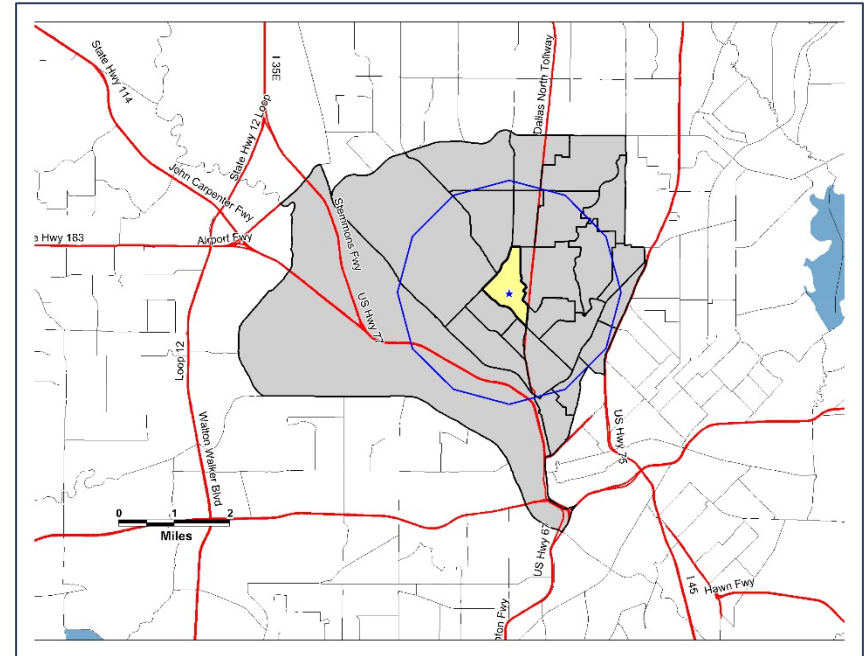 State Hwy 114
I 35E
Dallas North Tollway
State Hwy 12 Loop
John Carpenter Fwy
Stemmons Fwy
e Hwy 183
Airport Fwy
US Hwy 77
Loop 12
Walton Walker Blvd
US Hwy 75
0 1 2
Miles
US Hwy 67
I 45
Hawn Fwy
pton Fwy